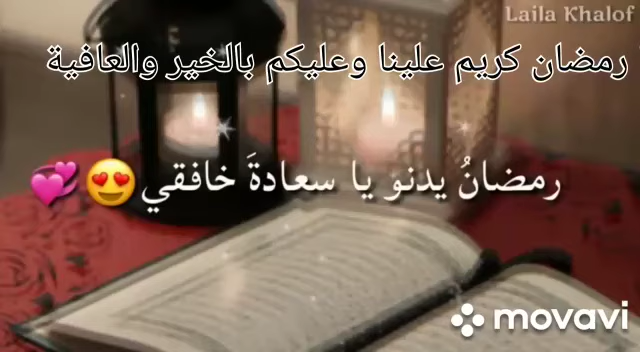 Laila Khalof
رمضان كريم علينا وعليكم بالخير والعافية
رمضانُ يدنو يا سعادةَ خافقي😍💞
movavi